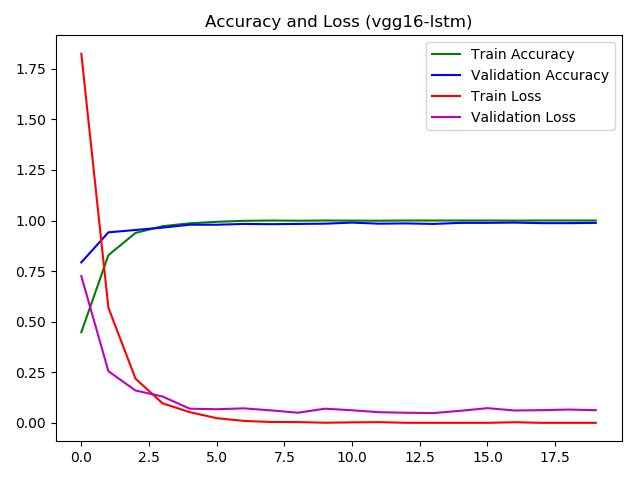 Accuracy and Loss (vgg16-lstm)
Train Accuracy
Validation Accuracy
Train Loss
Validation Loss
1.75
1.50
1.25
1.00
0.75
0.50
0.25
0.00
0.0 2.5 5.0 7.5 10.0 12.5 15.0 17.5